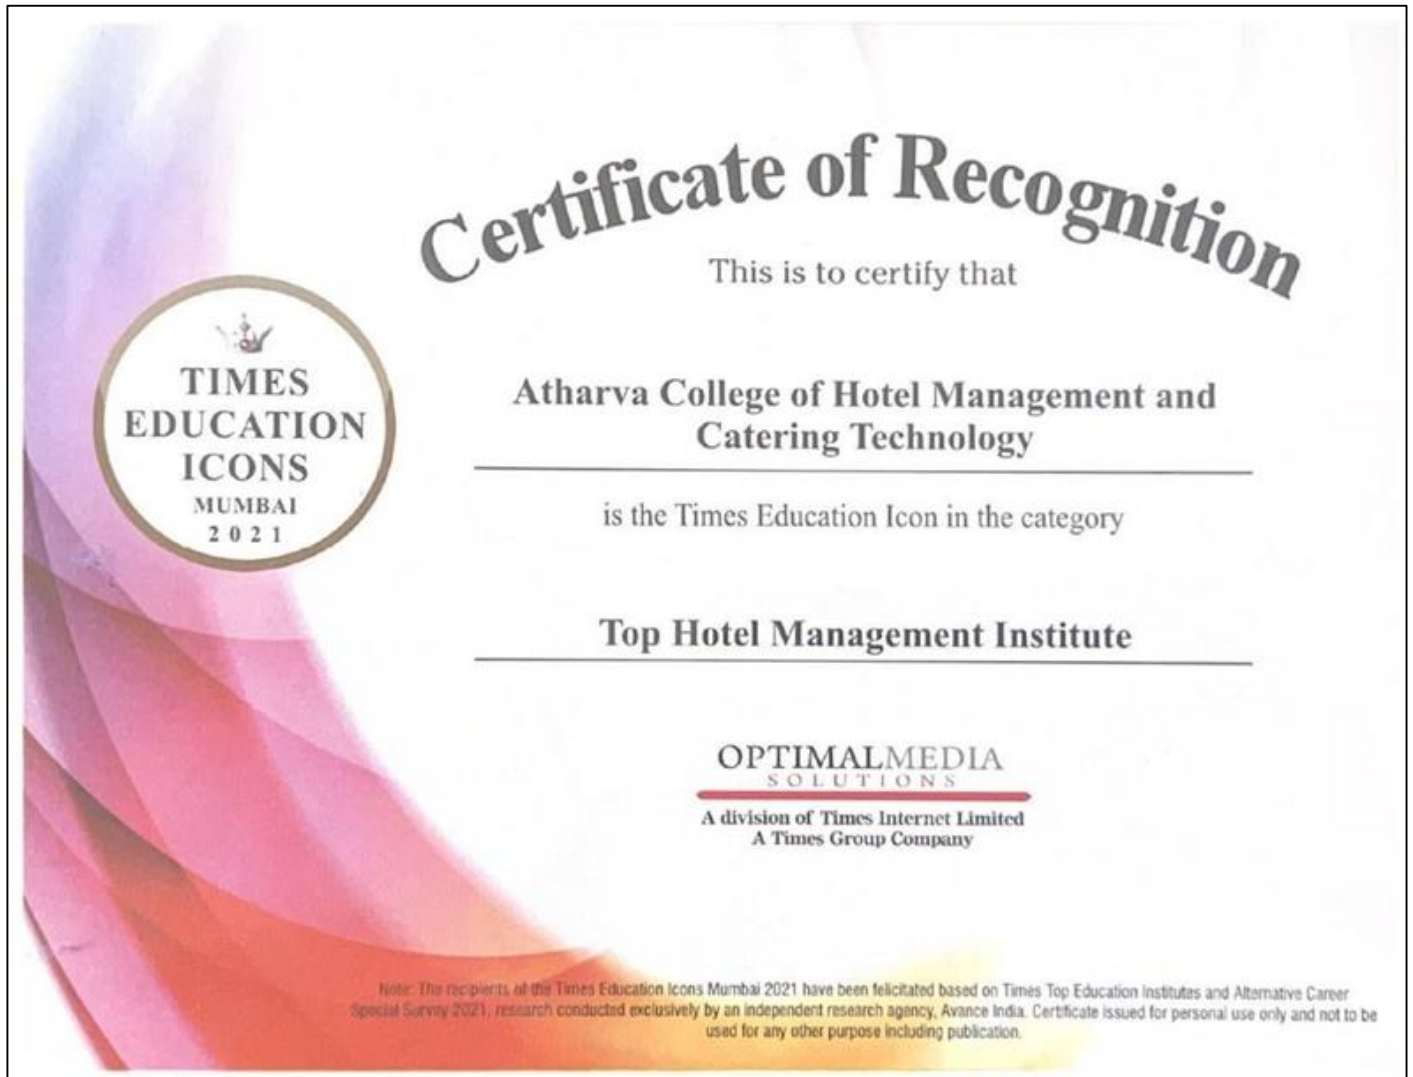 Certificate of Recognition
This is to certify that
TIMES
EDUCATION
ICONS
MUMBAI
2021
Atharva College of Hotel Management and
Catering Technology
is the Times Education Icon in the category
Top Hotel Management Institute
OPTIMALMEDIA
SOLUTIONS
A division of Times Internet Limited
A Times Group Company
Note: The recipients of the Times Education Icons Mumbai 2021 have been felicitated based on Times Top Education Institutes and Alternative Career
Special Survey 2021, research conducted exclusively by an independent research agency, Avance India. Certificate issued for personal use only and not to be
used for any other purpose including publication.